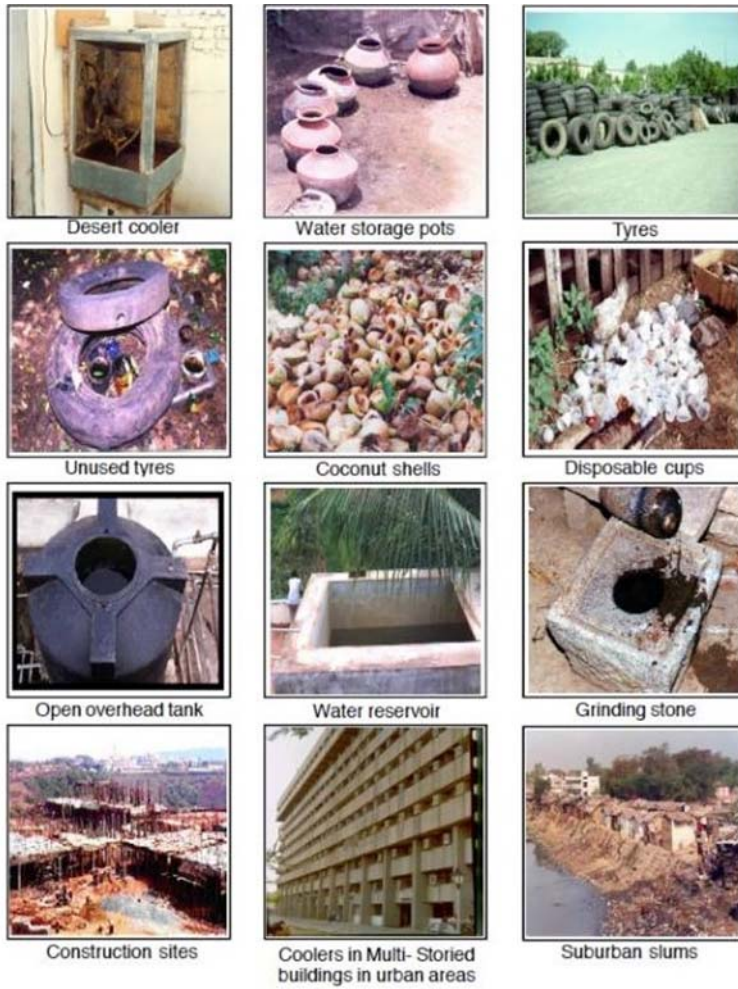 Desert cooler
Water storage pots
Tyres
Unused tyres
Coconut shells
Disposable cups
Open overhead tank
Water reservoir
Grinding stone
Construction sites
Coolers in Multi- Storied
buildings in urban areas
Suburban slums